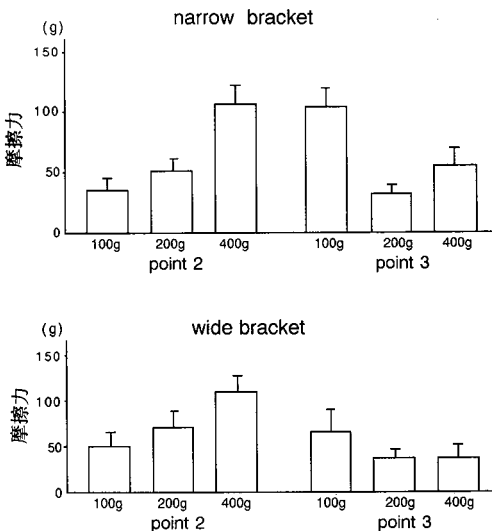 narrow bracket
(g)
150
100
50
0
摩擦力
100g 200g 400g 100g 200g 400g
point 2 point 3
wide bracket
(g)
150
100
50
0
摩擦力
100g 200g 400g 100g 200g 400g
point 2 point 3